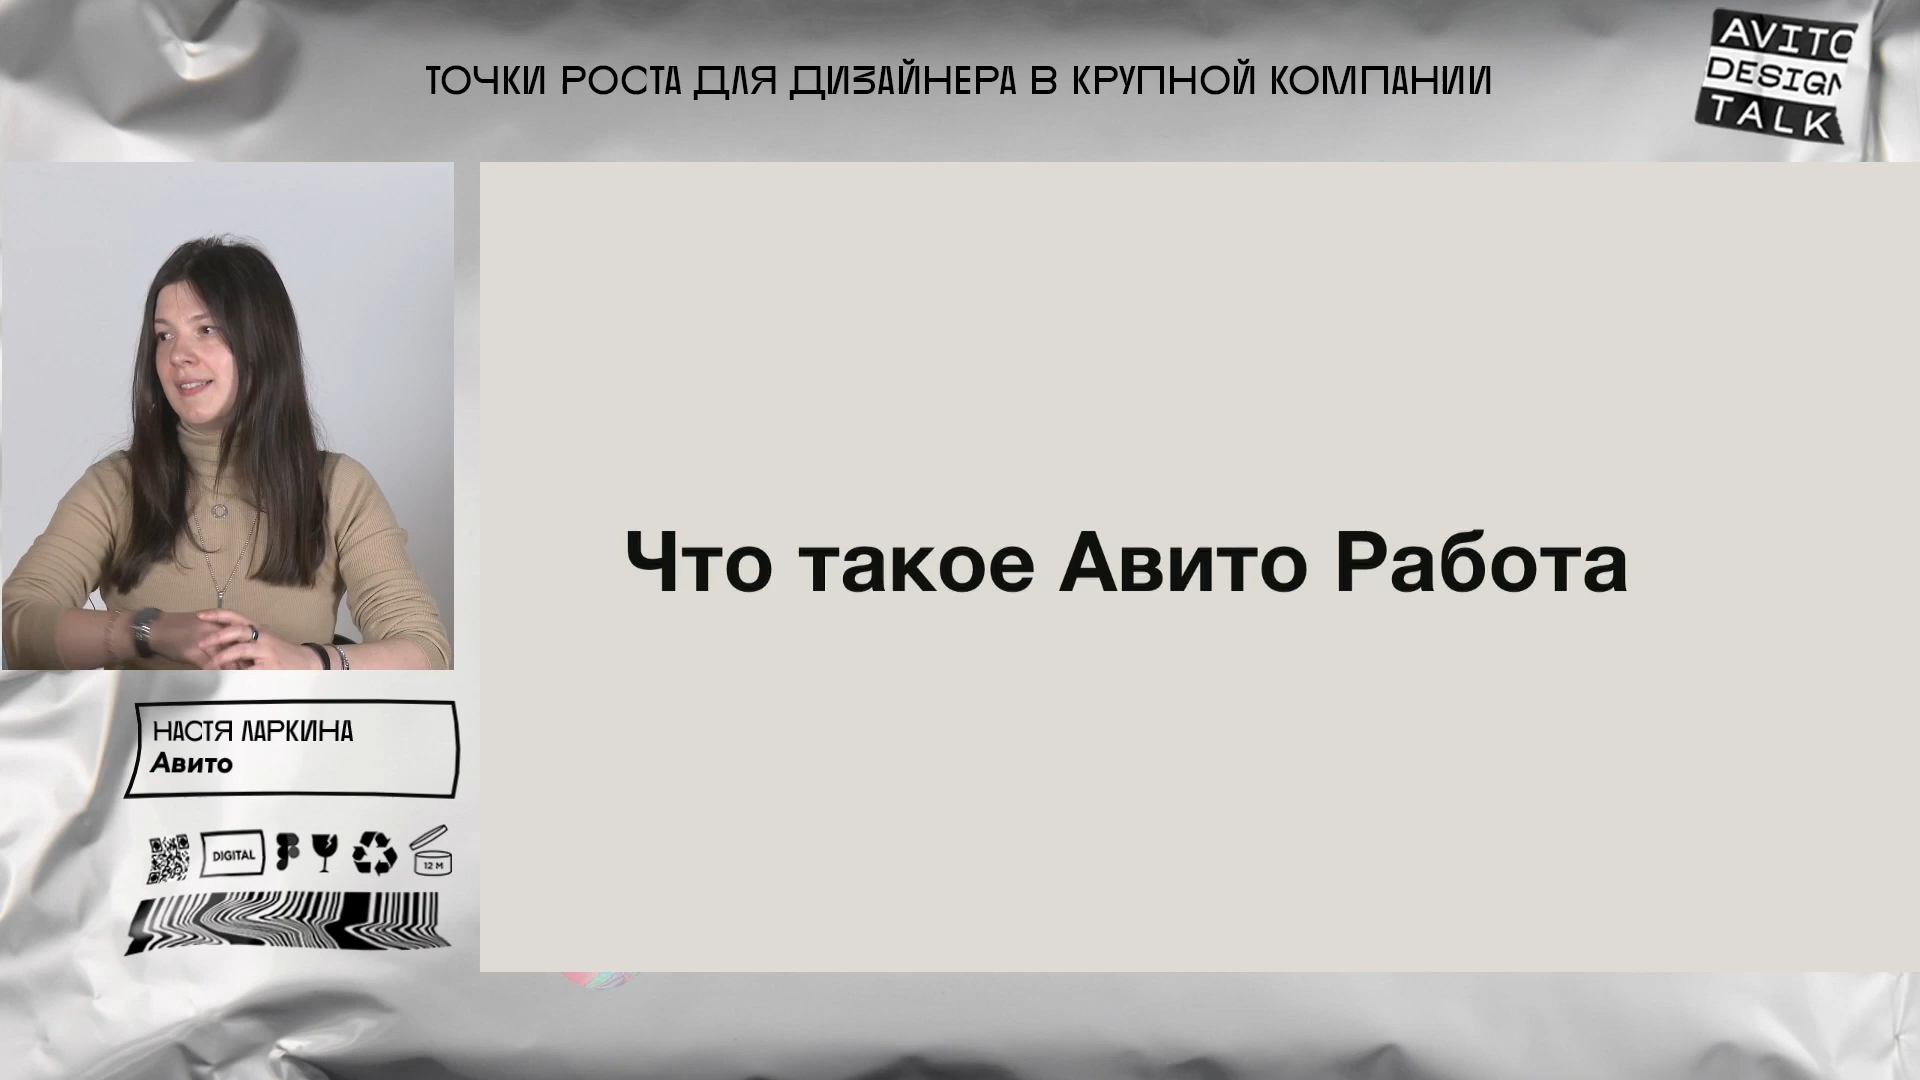 ТОЧКИ РОСТА ДЛЯ ДИЗАЙНЕРА В КРУПНОЙ КОМПАНИИ
AVITO
DESIGN
TALK
Что такое Авито Работа
НАСТЯ ЛАРКИНА
Авито
DIGITAL
12 M